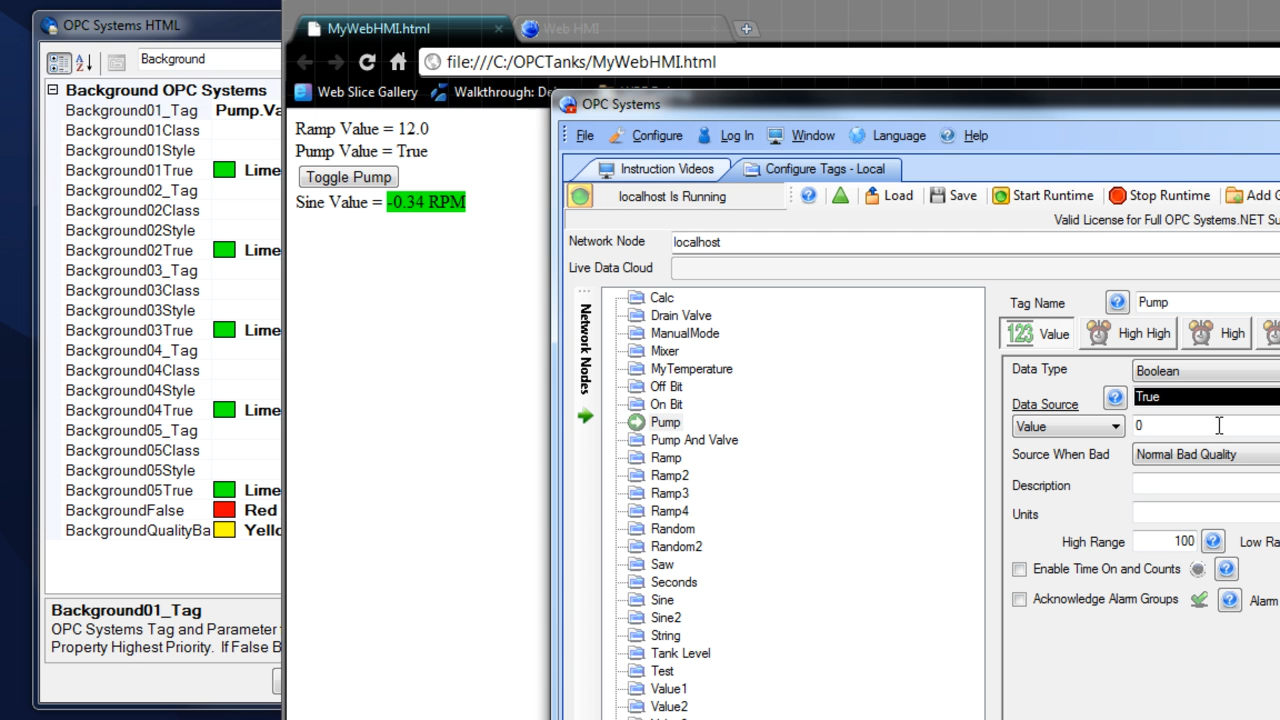 OPC Systems HTML
Background
Background OPC Systems
Background01_Tag Pump.Va
Background01Class
Background01Style
Background01True Lime
Background02_Tag
Background02Class
Background02Style
Background02True Lime
Background03_Tag
Background03Class
Background03Style
Background03True Lime
Background04_Tag
Background04Class
Background04Style
Background04True Lime
Background05_Tag
Background05Class
Background05Style
Background05True Lime
BackgroundFalse Red
BackgroundQualityBa Yello
Background01_Tag
OPC Systems Tag and Parameter
Property Highest Priority. If False B
MyWebHMI.html
Web HMI
file:///C:/OPCTanks/MyWebHMI.html
Web Slice Gallery
Walkthrough: De
Ramp Value = 12.0
Pump Value = True
Toggle Pump
Sine Value = -0.34 RPM
OPC Systems
File Configure Log In Window Language Help
Instruction Videos Configure Tags - Local
localhost Is Running Load Save Start Runtime Stop Runtime Add G
Valid License for Full OPC Systems.NET Su
Network Node localhost
Live Data Cloud
Network Nodes
Calc
Drain Valve
ManualMode
Mixer
MyTemperature
Off Bit
On Bit
Pump
Pump And Valve
Ramp
Ramp2
Ramp3
Ramp4
Random
Random2
Saw
Seconds
Sine
Sine2
String
Tank Level
Test
Value1
Value2
Tag Name Pump
123 Value High High High
Data Type Boolean
Data Source True
Value 0
Source When Bad Normal Bad Quality
Description
Units
High Range 100 Low Ra
Enable Time On and Counts
Acknowledge Alarm Groups Alarm